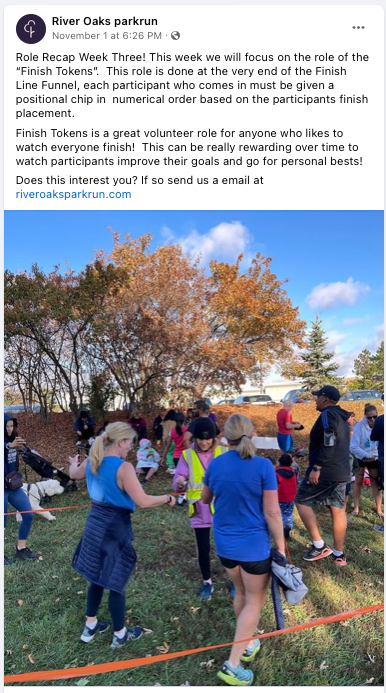 River Oaks parkrun
November 1 at 6:26 PM ·
Role Recap Week Three! This week we will focus on the role of the
“Finish Tokens”.  This role is done at the very end of the Finish
Line Funnel, each participant who comes in must be given a
positional chip in  numerical order based on the participants finish
placement.
Finish Tokens is a great volunteer role for anyone who likes to
watch everyone finish!  This can be really rewarding over time to
watch participants improve their goals and go for personal bests!
Does this interest you? If so send us a email at
riveroaksparkrun.com